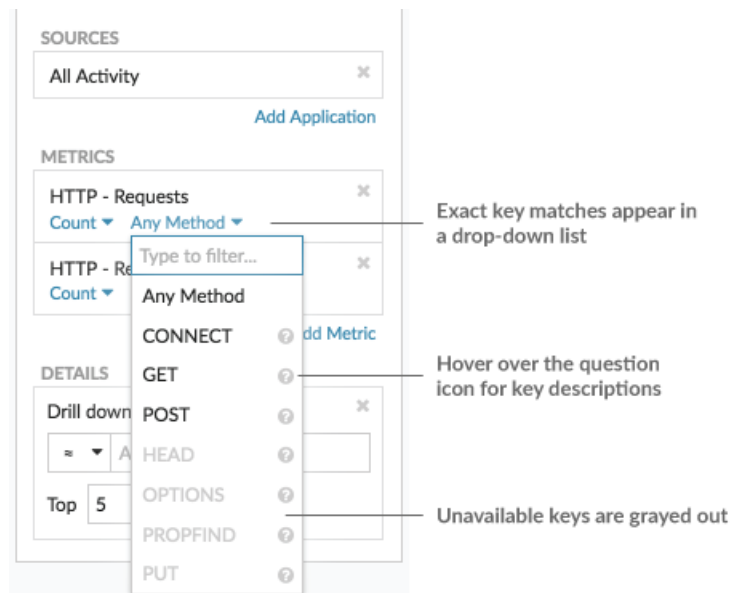 SOURCES
All Activity
Add Application
METRICS
HTTP - Requests
Count Any Method
Exact key matches appear in
a drop-down list
Type to filter...
HTTP - Re
Count
Any Method
CONNECT
dd Metric
GET
Hover over the question
icon for key descriptions
DETAILS
Drill down
POST
≈ A
HEAD
Top 5
OPTIONS
Unavailable keys are grayed out
PROPFIND
PUT